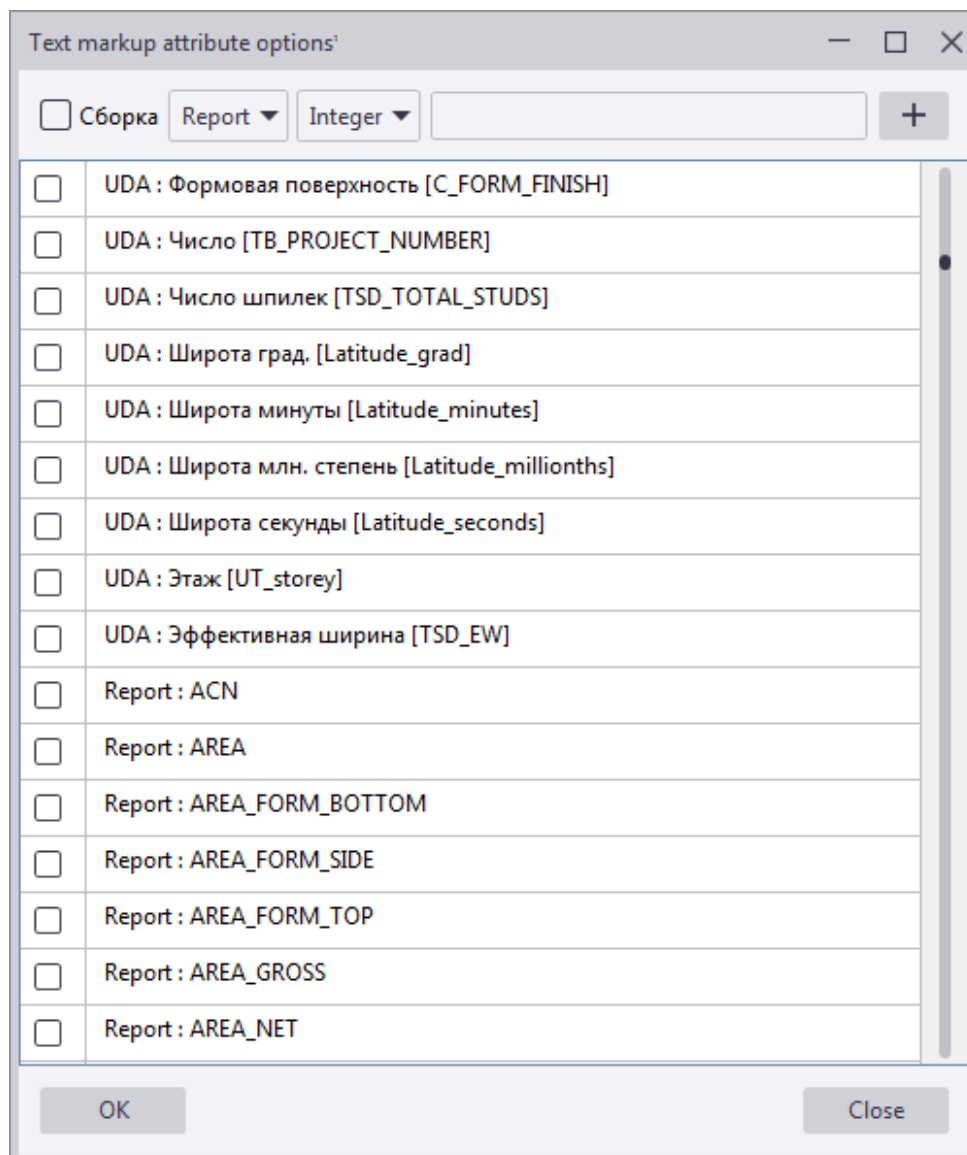 Text markup attribute options
Сборка Report Integer +
UDA : Формовая поверхность [C_FORM_FINISH]
UDA : Число [TB_PROJECT_NUMBER]
UDA : Число шпилек [TSD_TOTAL_STUDS]
UDA : Широта град. [Latitude_grad]
UDA : Широта минуты [Latitude_minutes]
UDA : Широта млн. степень [Latitude_millionths]
UDA : Широта секунды [Latitude_seconds]
UDA : Этаж [UT_storey]
UDA : Эффективная ширина [TSD_EW]
Report : ACN
Report : AREA
Report : AREA_FORM_BOTTOM
Report : AREA_FORM_SIDE
Report : AREA_FORM_TOP
Report : AREA_GROSS
Report : AREA_NET
OK Close